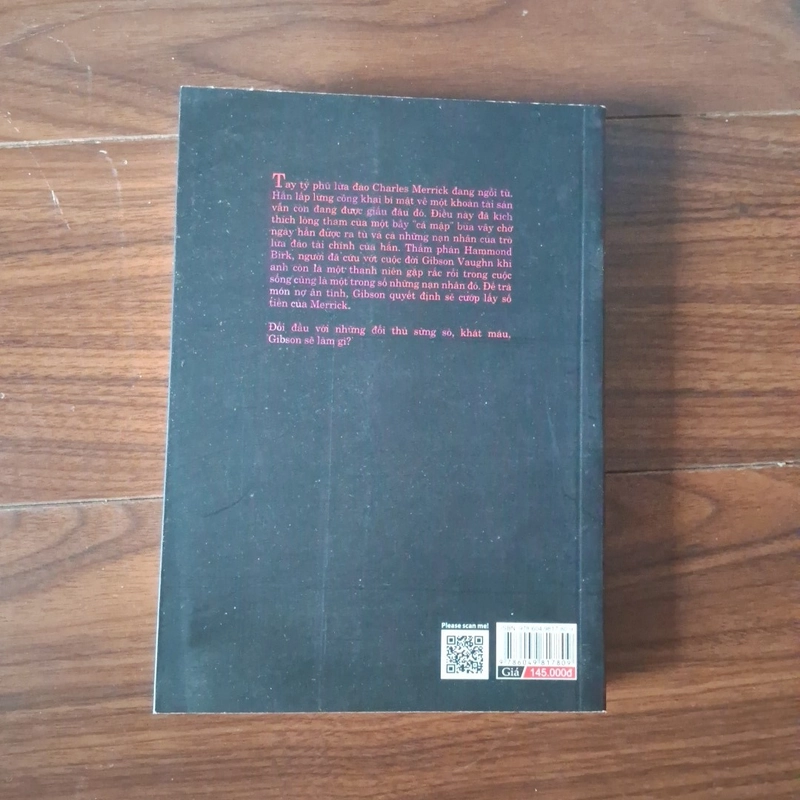 Tay tỷ phú lừa đảo Charles Merrick đang ngồi tù.
Hắn lấp lửng công khai bí mật về một khoản tài sản
vẫn còn đang được giấu đâu đó. Điều này đã kích
thích lòng tham của một bầy "cá mập" bủa vây chờ
ngày hắn được ra tù và cả những nạn nhân của trò
lừa đảo tài chính của hắn. Thẩm phán Hammond
Birk, người đã cứu vớt cuộc đời Gibson Vaughn khi
anh còn là một thanh niên gặp rắc rối trong cuộc
sống cũng là một trong số những nạn nhân đó. Để trả
món nợ ân tình, Gibson quyết định sẽ cướp lấy số
tiền của Merrick.
Đối đầu với những đối thủ sừng sỏ, khát máu,
Gibson sẽ làm gì?
Please scan me!
ISBN:
9786049817809
Giá 145.000đ